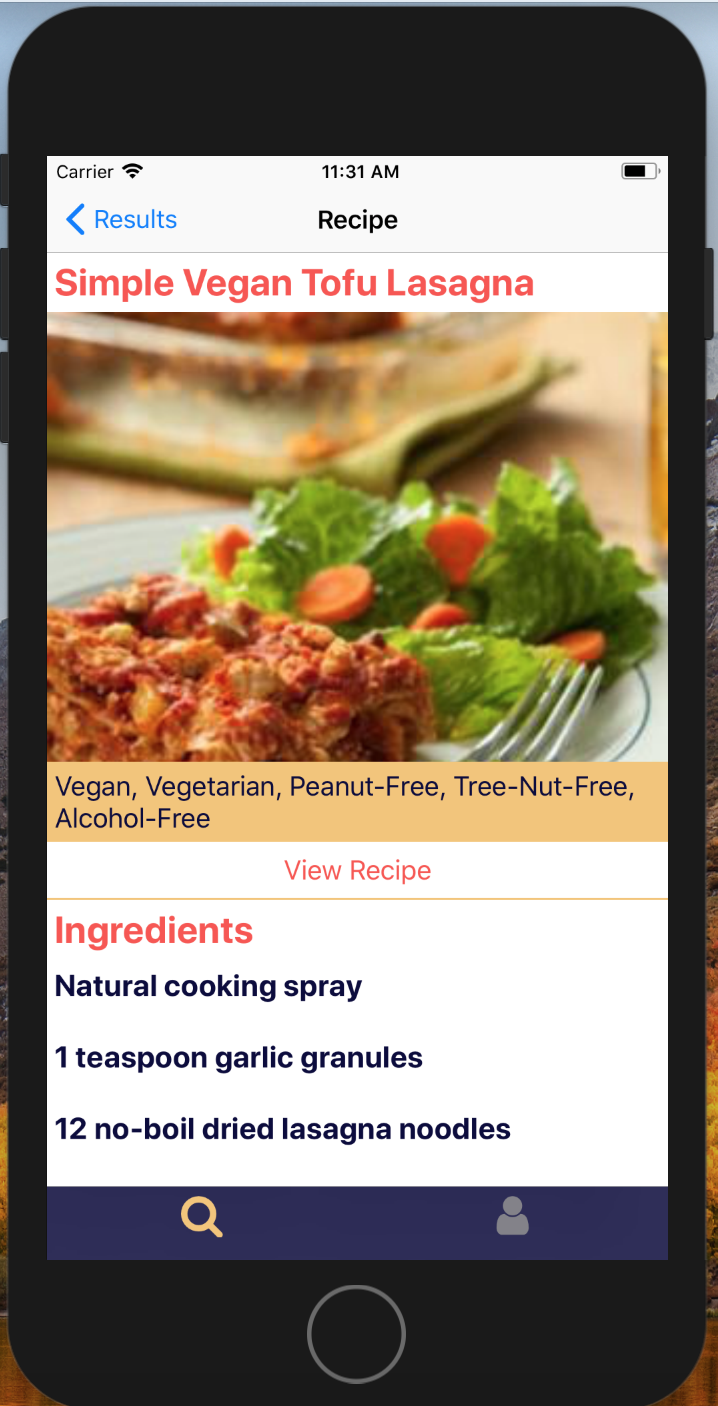 Carrier
11:31 AM
Results
Recipe
Simple Vegan Tofu Lasagna
Vegan, Vegetarian, Peanut-Free, Tree-Nut-Free,
Alcohol-Free
View Recipe
Ingredients
Natural cooking spray
1 teaspoon garlic granules
12 no-boil dried lasagna noodles